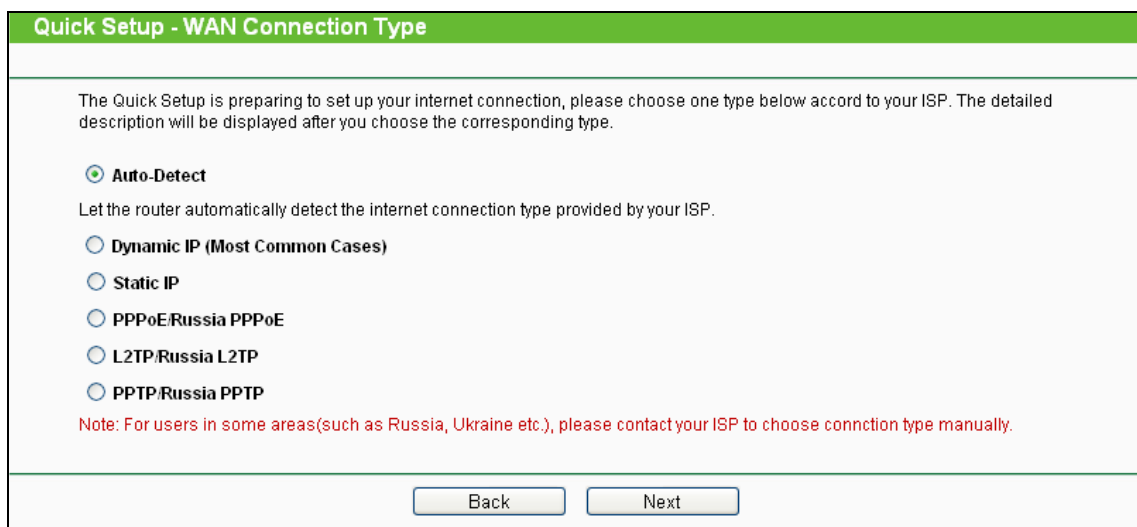 Quick Setup - WAN Connection Type
The Quick Setup is preparing to set up your internet connection, please choose one type below accord to your ISP. The detailed
description will be displayed after you choose the corresponding type.
Auto-Detect
Let the router automatically detect the internet connection type provided by your ISP.
Dynamic IP (Most Common Cases)
Static IP
PPPoE/Russia PPPoE
L2TP/Russia L2TP
PPTP/Russia PPTP
Note: For users in some areas(such as Russia, Ukraine etc.), please contact your ISP to choose connction type manually.
Back Next